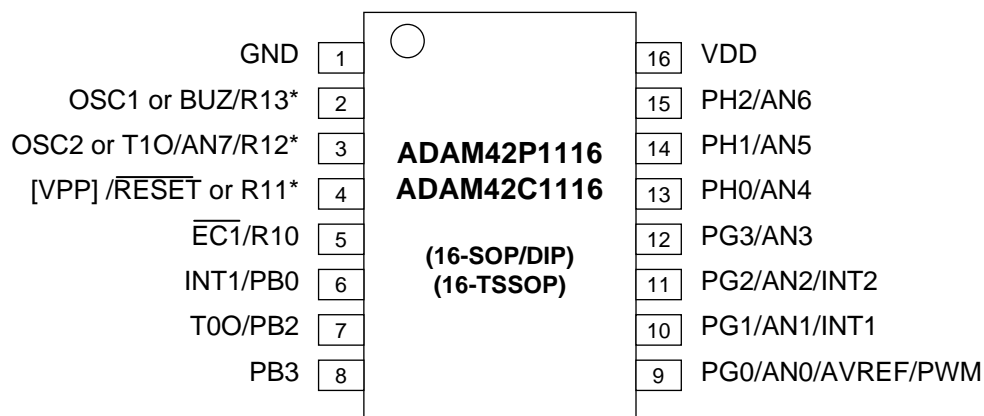 GND 1
OSC1 or BUZ/R13* 2
OSC2 or T1O/AN7/R12* 3
[VPP] /RESET or R11* 4
EC1/R10 5
INT1/PB0 6
T0O/PB2 7
PB3 8
ADAM42P1116
ADAM42C1116
(16-SOP/DIP)
(16-TSSOP)
16 VDD
15 PH2/AN6
14 PH1/AN5
13 PH0/AN4
12 PG3/AN3
11 PG2/AN2/INT2
10 PG1/AN1/INT1
9 PG0/AN0/AVREF/PWM